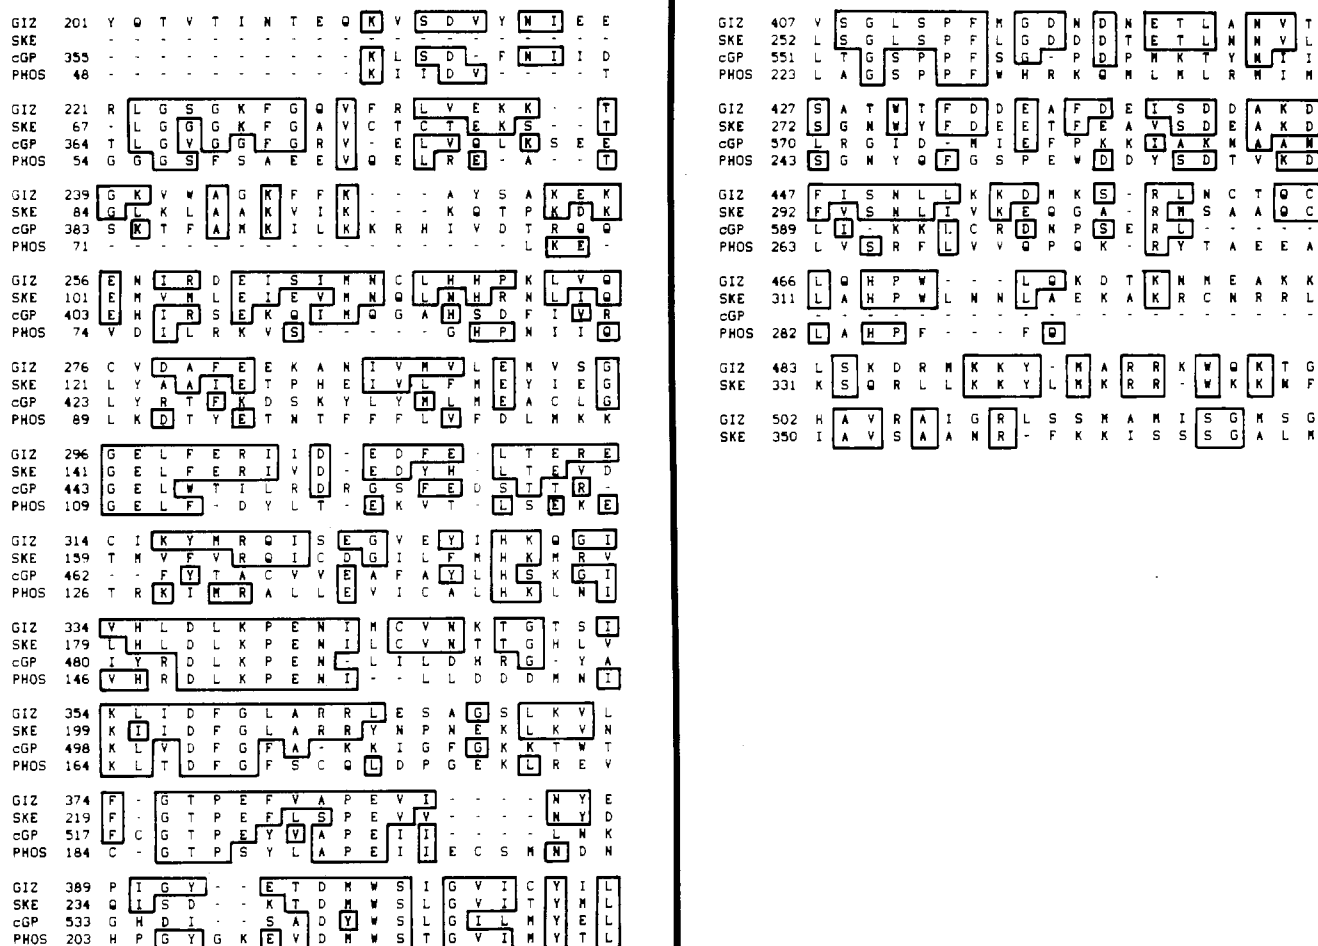 GIZ 201 Y Q T V T I N T E Q K V S D V Y N I E E
SKE - - - - - - - - - - - - - - - - - - - -
cGP 355 - - - - - - - - - - K L S D - F N I I D
PHOS 48 - - - - - - - - - - K I I D V - - - - T
GIZ 221 R L G S G K F G Q V F R L V E K K - - T
SKE 67 - L G G G K F G A V C T C T E K S - - T
cGP 364 T L G V G G F G R V - E L V Q L K S E E
PHOS 54 G G G S F S A E E V Q E L R E - A - - T
GIZ 239 G K V W A G K F F K - - - A Y S A K E K
SKE 84 G L K L A A K V I K - - - K Q T P K D K
cGP 383 S K T F A M K I L K K R H I V D T R Q Q
PHOS 71 - - - - - - - - - - - - - - - - L K E -
GIZ 256 E N I R D E I S I M N C L H H P K L V Q
SKE 101 E M V M L E I E V M N Q L N H R N L I Q
cGP 403 E H I R S E K Q I M Q G A H S D F I V R
PHOS 74 V D I L R K V S - - - - - G H P N I I Q
GIZ 276 C V D A F E E K A N I V M V L E M V S G
SKE 121 L Y A A I E T P H E I V L F M E Y I E G
cGP 423 L Y R T F K D S K Y L Y M L M E A C L G
PHOS 89 L K D T Y E T N T F F F L V F D L M K K
GIZ 296 G E L F E R I I D - E D F E - L T E R E
SKE 141 G E L F E R I V D - E D Y H - L T E V D
cGP 443 G E L W T I L R D R G S F E D S T T R -
PHOS 109 G E L F - D Y L T - E K V T - L S E K E
GIZ 314 C I K Y M R Q I S E G V E Y I H K Q G I
SKE 159 T M V F V R Q I C D G I L F M H K M R V
cGP 462 - - F Y T A C V V E A F A Y L H S K G I
PHOS 126 T R K I M R A L L E V I C A L H K L N I
GIZ 334 V H L D L K P E N I M C V N K T G T S I
SKE 179 L H L D L K P E N I L C V N T T G H L V
cGP 480 I Y R D L K P E N - L I L D H R G - Y A
PHOS 146 V H R D L K P E N I - - L L D D D M N I
GIZ 354 K L I D F G L A R R L E S A G S L K V L
SKE 199 K I I D F G L A R R Y N P N E K L K V N
cGP 498 K L V D F G F A - K K I G F G K K T W T
PHOS 164 K L T D F G F S C Q L D P G E K L R E V
GIZ 374 F - G T P E F V A P E V I - - - - N Y E
SKE 219 F - G T P E F L S P E V V - - - - N Y D
cGP 517 F C G T P E Y V A P E I I - - - - L N K
PHOS 184 C - G T P S Y L A P E I I E C S M N D N
GIZ 389 P I G Y - - E T D M W S I G V I C Y I L
SKE 234 Q I S D - - K T D M W S L G V I T Y M L
cGP 533 G H D I - - S A D Y W S L G I L M Y E L
PHOS 203 H P G Y G K E V D M W S T G V I M Y T L
GIZ 407 V S G L S P F M G D N D N E T L A N V T
SKE 252 L S G L S P F L G D D D T E T L N N V L
cGP 551 L T G S P P F S G - P D P M K T Y N I I
PHOS 223 L A G S P P F W H R K Q M L M L R M I M
GIZ 427 S A T W T F D D E A F D E I S D D A K D
SKE 272 S G N W Y F D E E T F E A V S D E A K D
cGP 570 L R G I D - M I E F P K K I A K N A A N
PHOS 243 S G N Y Q F G S P E W D D Y S D T V K D
GIZ 447 F I S N L L K K D M K S - R L N C T Q C
SKE 292 F V S N L I V K E Q G A - R M S A A Q C
cGP 589 L I - K K L C R D N P S E R L - - - - -
PHOS 263 L V S R F L V V Q P Q K - R Y T A E E A
GIZ 466 L Q H P W - - - L Q K D T K N M E A K K
SKE 311 L A H P W L N N L A E K A K R C N R R L
cGP - - - - - - - - - - - - - - - - - - - -
PHOS 282 L A H P F - - - F Q
GIZ 483 L S K D R M K K Y - M A R R K W Q K T G
SKE 331 K S Q R L L K K Y L M K R R - W K K N F
GIZ 502 H A V R A I G R L S S M A M I S G M S G
SKE 350 I A V S A A N R - F K K I S S S G A L M